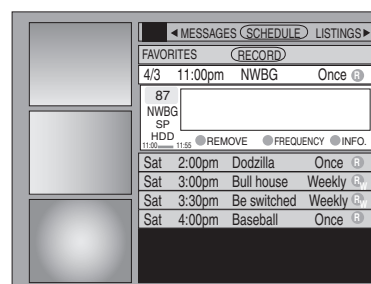 ◄ MESSAGES SCHEDULE LISTINGS ►
FAVORITES RECORD
4/3 11:00pm NWBG Once R
87
NWBG
SP
HDD
11:00 11:55 REMOVE FREQUENCY INFO.
Sat 2:00pm Dodzilla Once R
Sat 3:00pm Bull house Weekly RW
Sat 3:30pm Be switched Weekly RW
Sat 4:00pm Baseball Once R